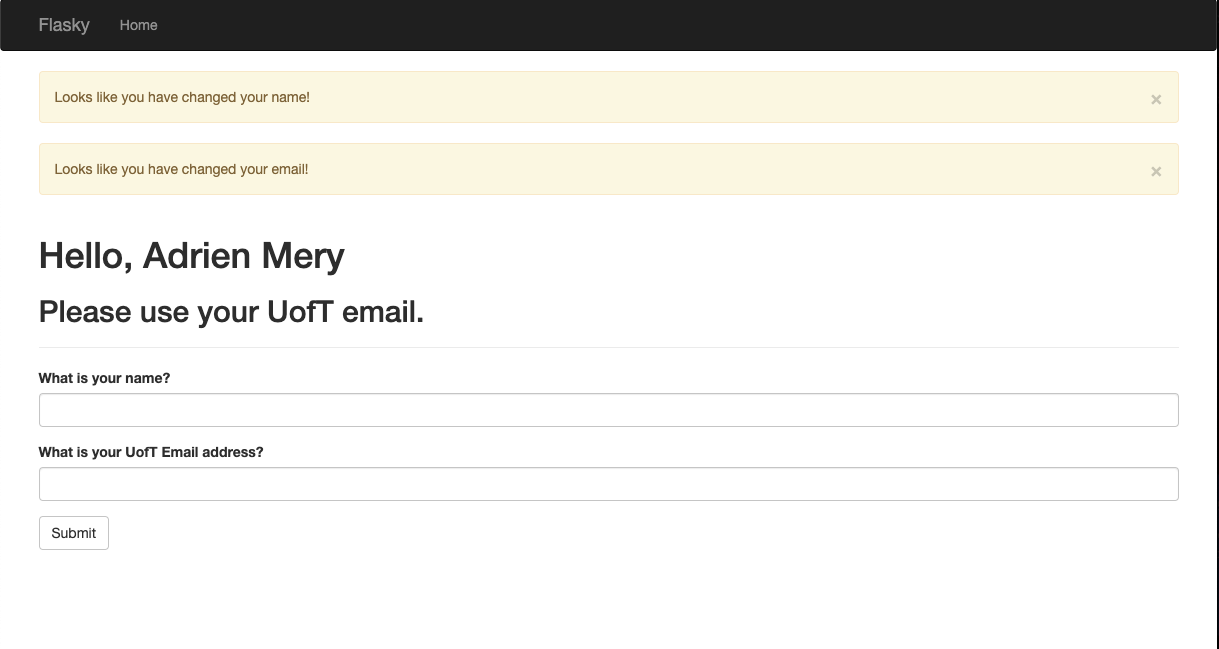 Flasky Home
Looks like you have changed your name! ×
Looks like you have changed your email! ×
Hello, Adrien Mery
Please use your UofT email.
What is your name?
What is your UofT Email address?
Submit